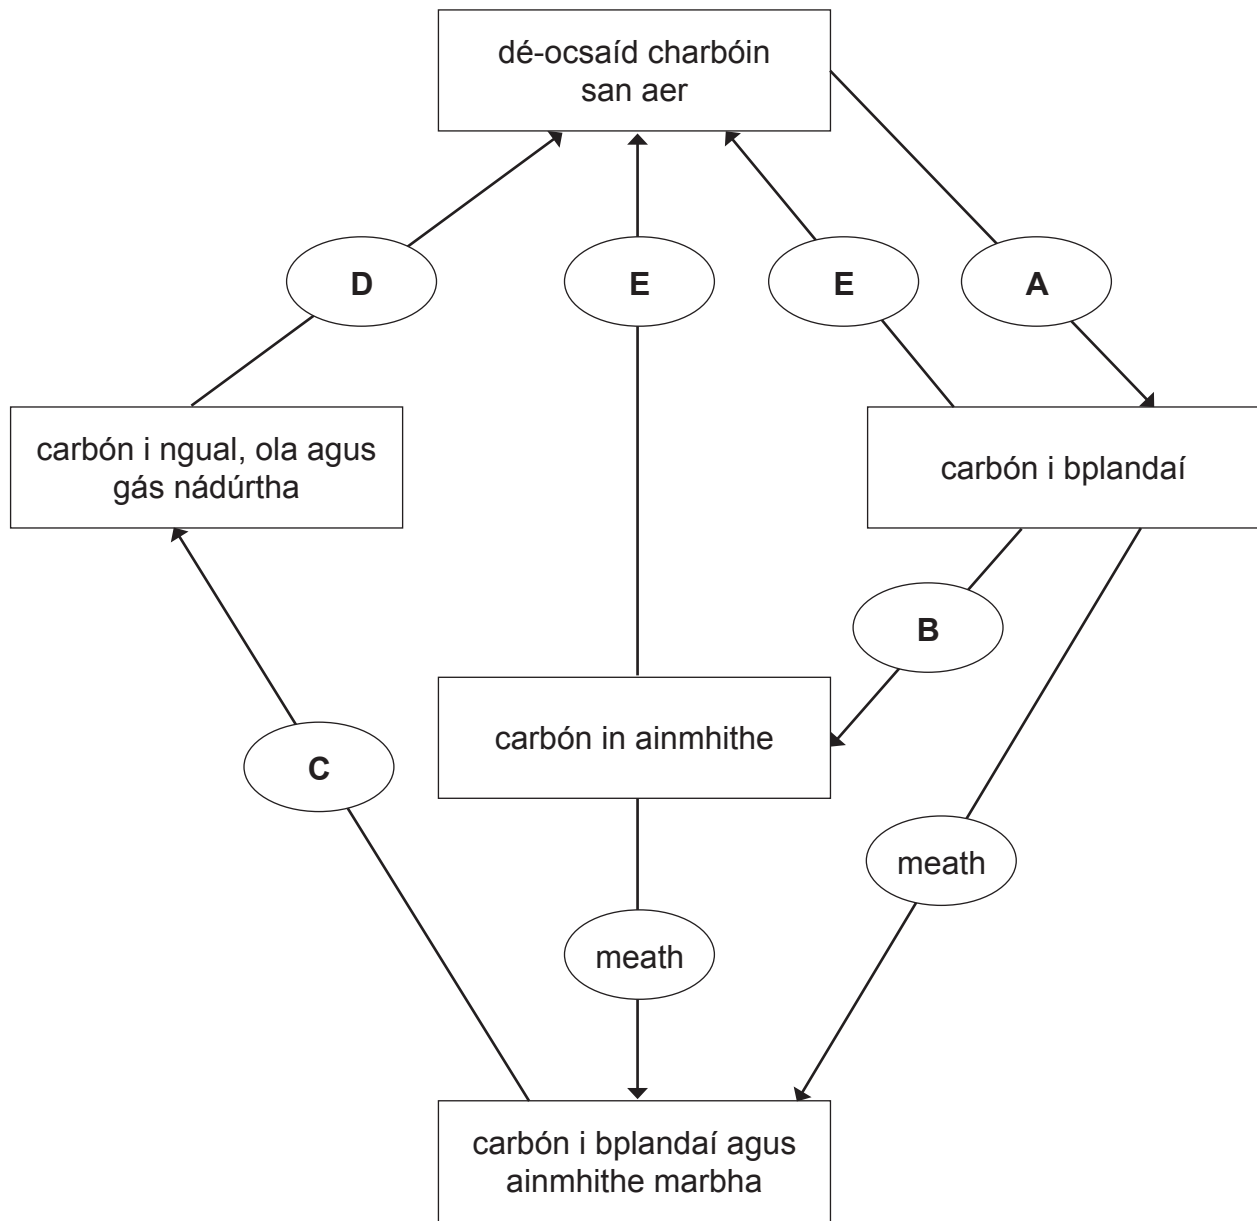 dé-ocsaíd charbóin
san aer
D
E
E
A
carbón i ngual, ola agus
gás nádúrtha
carbón i bplandaí
B
carbón in ainmhithe
C
meath
meath
carbón i bplandaí agus
ainmhithe marbha